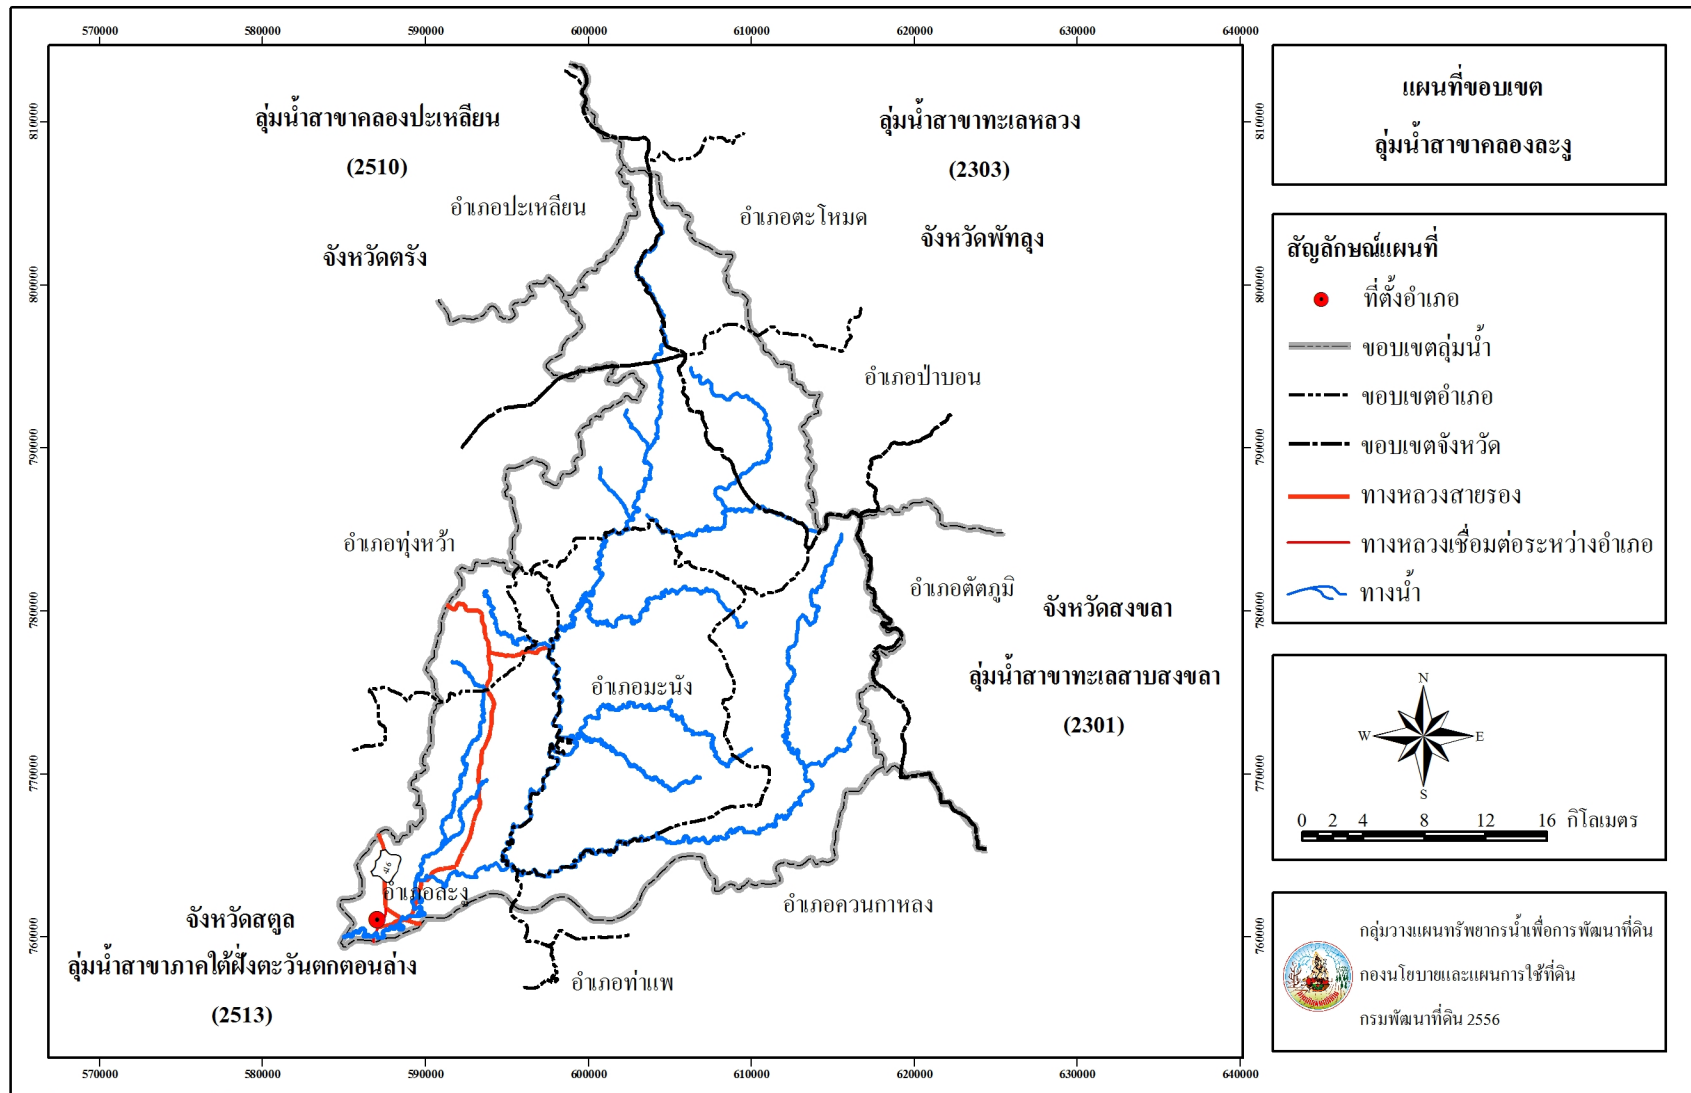 570000 580000 590000 600000 610000 620000 630000 640000
810000 810000
800000 800000
790000 790000
780000 780000
770000 770000
760000 760000
ลุ่มน้ำสาขาคลองปะเหลียน
(2510)
อำเภอปะเหลียน
จังหวัดตรัง
ลุ่มน้ำสาขาทะเลหลวง
(2303)
อำเภอตะโหมด
จังหวัดพัทลุง
อำเภอป่าบอน
อำเภอทุ่งหว้า
อำเภอตัตภูมิ
จังหวัดสงขลา
ลุ่มน้ำสาขาทะเลสาบสงขลา
(2301)
อำเภอมะนัง
416
อำเภอละงู
อำเภอควนกาหลง
จังหวัดสตูล
ลุ่มน้ำสาขาภาคใต้ฝั่งตะวันตกตอนล่าง
(2513)
อำเภอท่าแพ
570000 580000 590000 600000 610000 620000 630000 640000
แผนที่ขอบเขต
ลุ่มน้ำสาขาคลองละงู
สัญลักษณ์แผนที่
ที่ตั้งอำเภอ
ขอบเขตลุ่มน้ำ
ขอบเขตอำเภอ
ขอบเขตจังหวัด
ทางหลวงสายรอง
ทางหลวงเชื่อมต่อระหว่างอำเภอ
ทางน้ำ
N
W E
S
0 2 4 8 12 16 กิโลเมตร
กลุ่มวางแผนทรัพยากรน้ำเพื่อการพัฒนาที่ดิน
กองนโยบายและแผนการใช้ที่ดิน
กรมพัฒนาที่ดิน 2556